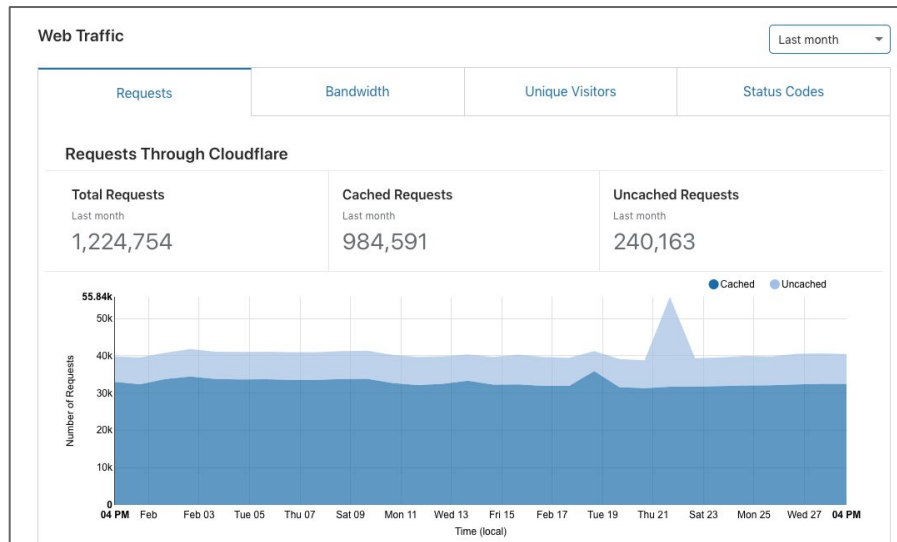 Web Traffic
Last month
Requests
Bandwidth
Unique Visitors
Status Codes
Requests Through Cloudflare
Total Requests
Last month
1,224,754
Cached Requests
Last month
984,591
Uncached Requests
Last month
240,163
Cached
Uncached
55.84k
50k
40k
30k
20k
10k
0
Number of Requests
04 PM Feb Feb 03 Tue 05 Thu 07 Sat 09 Mon 11 Wed 13 Fri 15 Feb 17 Tue 19 Thu 21 Sat 23 Mon 25 Wed 27 04 PM
Time (local)